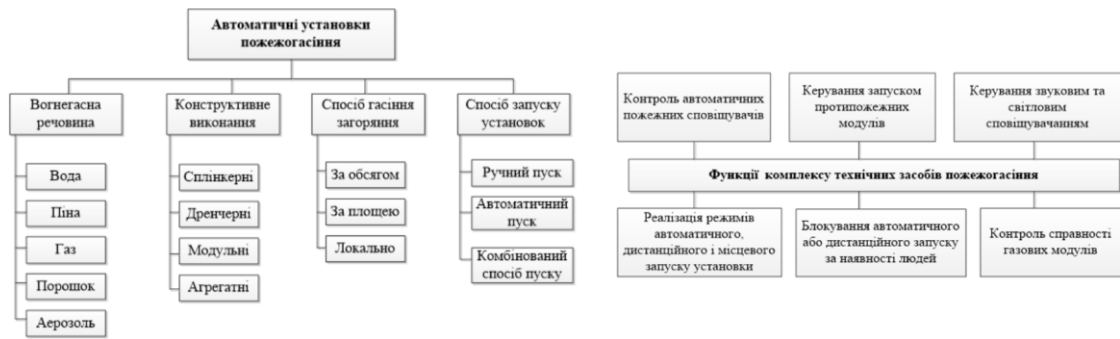 Автоматичні установки
пожежогасіння
Вогнегасна
речовина
Вода
Піна
Газ
Порошок
Аерозоль
Конструктивне
виконання
Сплінкерні
Дренчерні
Модульні
Агрегатні
Спосіб гасіння
загоряння
За обсягом
За площею
Локально
Спосіб запуску
установок
Ручний пуск
Автоматичний
пуск
Комбінований
спосіб пуску
Контроль автоматичних
пожежних сповіщувачів
Керування запуском
протипожежних
модулів
Керування звуковим та
світловим
сповіщувачанням
Функції комплексу технічних засобів пожежогасіння
Реалізація режимів
автоматичного,
дистанційного і місцевого
запуску установки
Блокування автоматичного
або дистанційного запуску
за наявності людей
Контроль справності
газових модулів